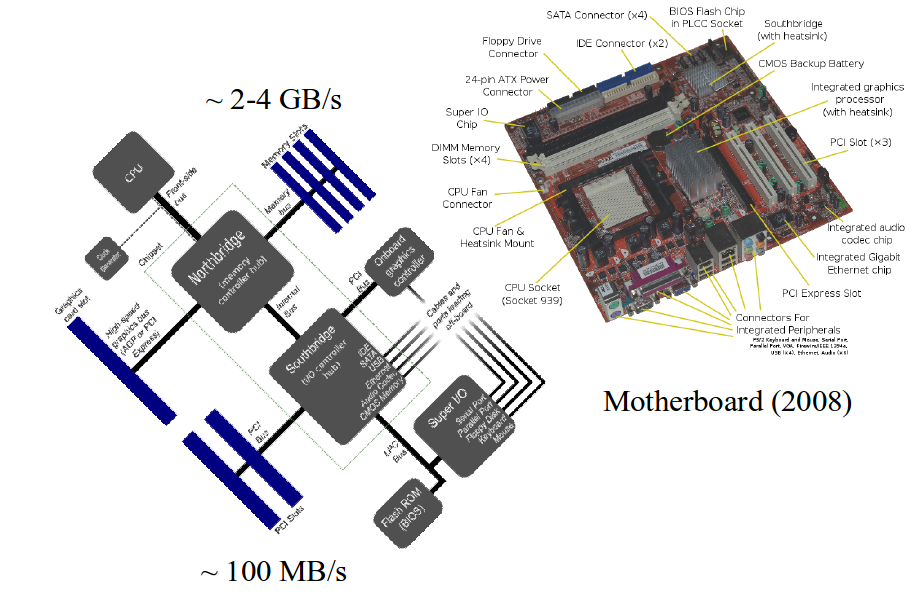 ~ 2-4 GB/s
CPU
Front-side
bus
Clock
Generator
Chipset
Memory Slots
Memory
bus
Northbridge
(memory
controller hub)
Graphics
card slot
High-speed
graphics bus
(AGP or PCI
Express)
Internal
Bus
PCI
Bus
Onboard
graphics
controller
Cables and
ports leading
off-board
Southbridge
(I/O controller
hub)
IDE
SATA
USB
Ethernet
Audio Codec
CMOS Memory
PCI
Bus
PCI Slots
LPC
Bus
Super I/O
Serial Port
Parallel Port
Floppy Disk
Keyboard
Mouse
Flash ROM
(BIOS)
~ 100 MB/s
SATA Connector (x4)
BIOS Flash Chip
in PLCC Socket
Southbridge
(with heatsink)
Floppy Drive
Connector
IDE Connector (x2)
CMOS Backup Battery
24-pin ATX Power
Connector
Integrated graphics
processor
(with heatsink)
Super IO
Chip
PCI Slot (×3)
DIMM Memory
Slots (×4)
CPU Fan
Connector
CPU Fan &
Heatsink Mount
Integrated audio
codec chip
Integrated Gigabit
Ethernet chip
CPU Socket
(Socket 939)
PCI Express Slot
Connectors For
Integrated Peripherals
PS/2 Keyboard and Mouse, Serial Port,
Parallel Port, VGA, Firewire/IEEE 1394a,
USB (x4), Ethernet, Audio (x6)
Motherboard (2008)